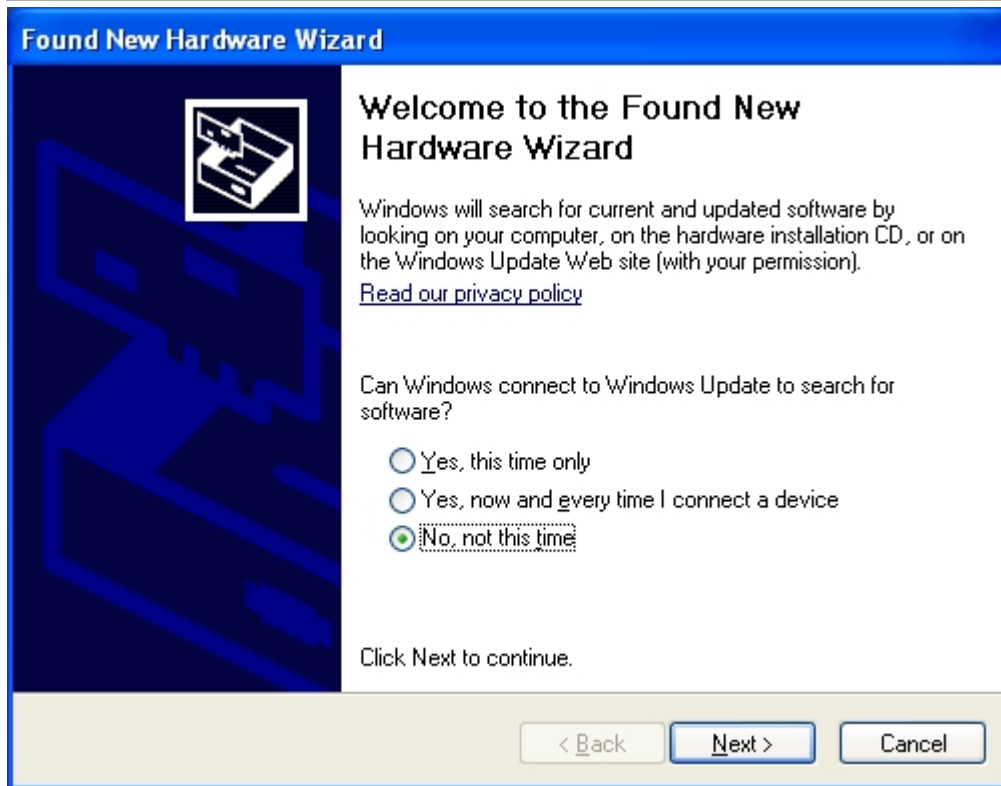 Found New Hardware Wizard
Welcome to the Found New
Hardware Wizard
Windows will search for current and updated software by
looking on your computer, on the hardware installation CD, or on
the Windows Update Web site (with your permission).
Read our privacy policy
Can Windows connect to Windows Update to search for
software?
Yes, this time only
Yes, now and every time I connect a device
No, not this time
Click Next to continue.
< Back
Next >
Cancel